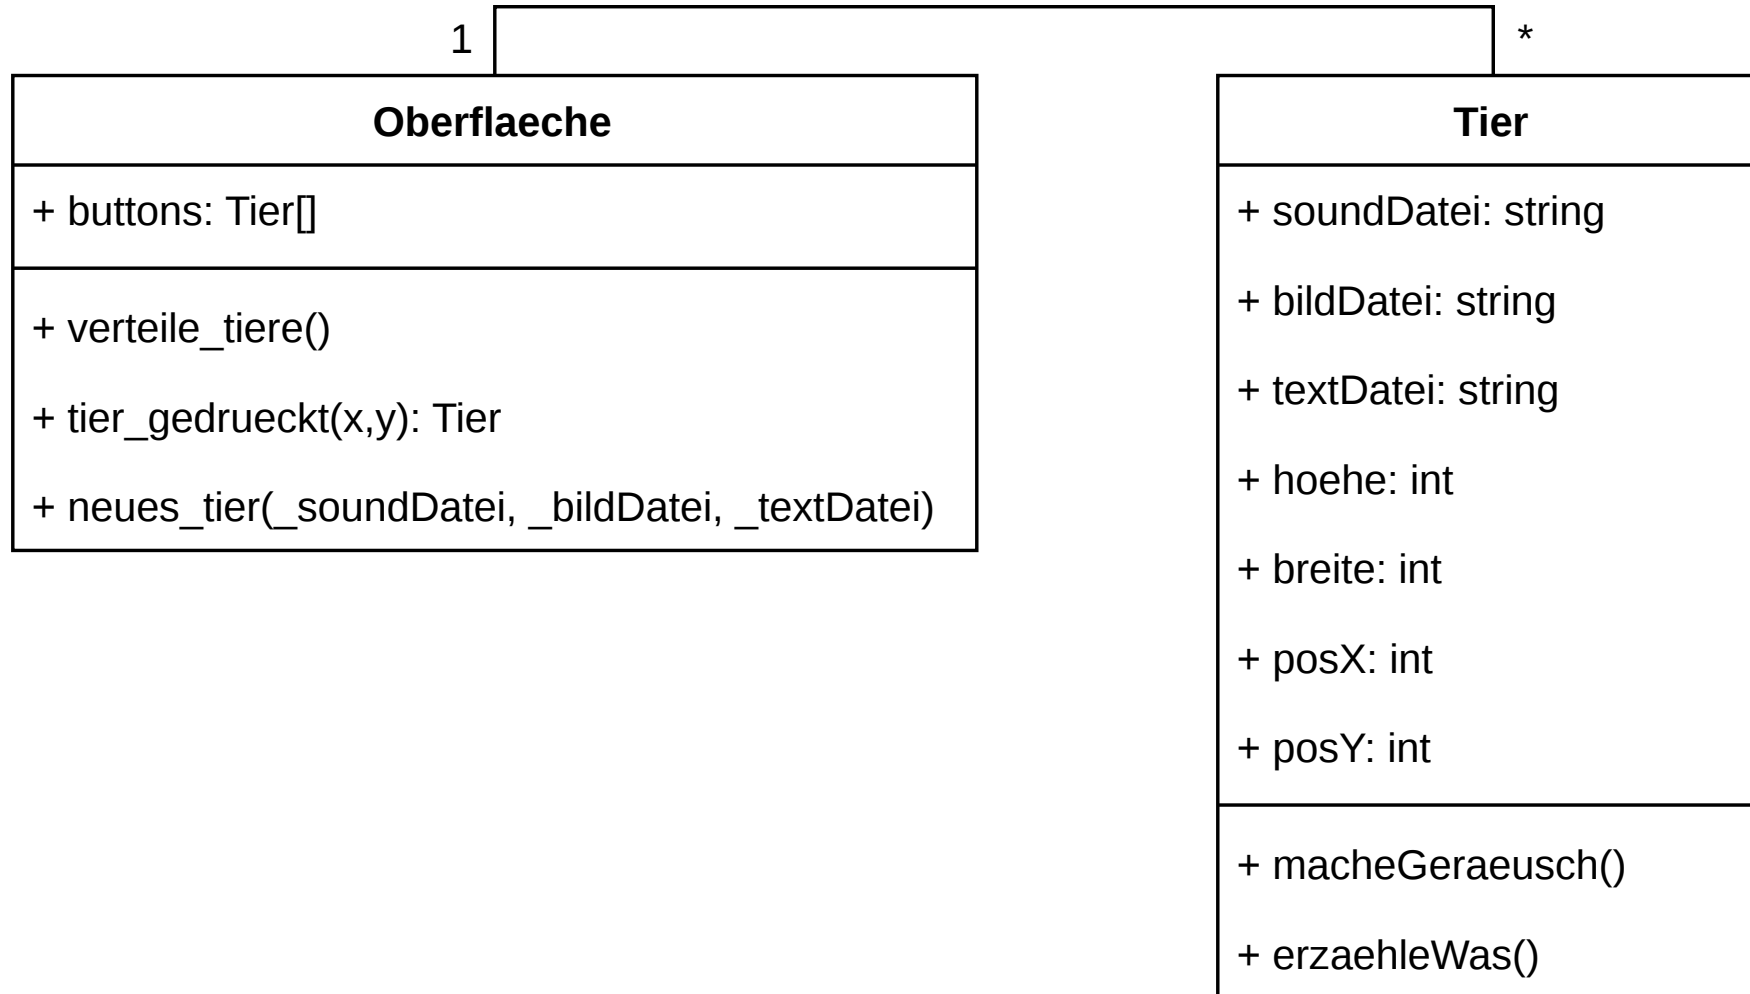 1
*
Oberflaeche
+ buttons: Tier[]
+ verteile_tiere()
+ tier_gedrueckt(x,y): Tier
+ neues_tier(_soundDatei, _bildDatei, _textDatei)
Tier
+ soundDatei: string
+ bildDatei: string
+ textDatei: string
+ hoehe: int
+ breite: int
+ posX: int
+ posY: int
+ macheGeraeusch()
+ erzaehleWas()